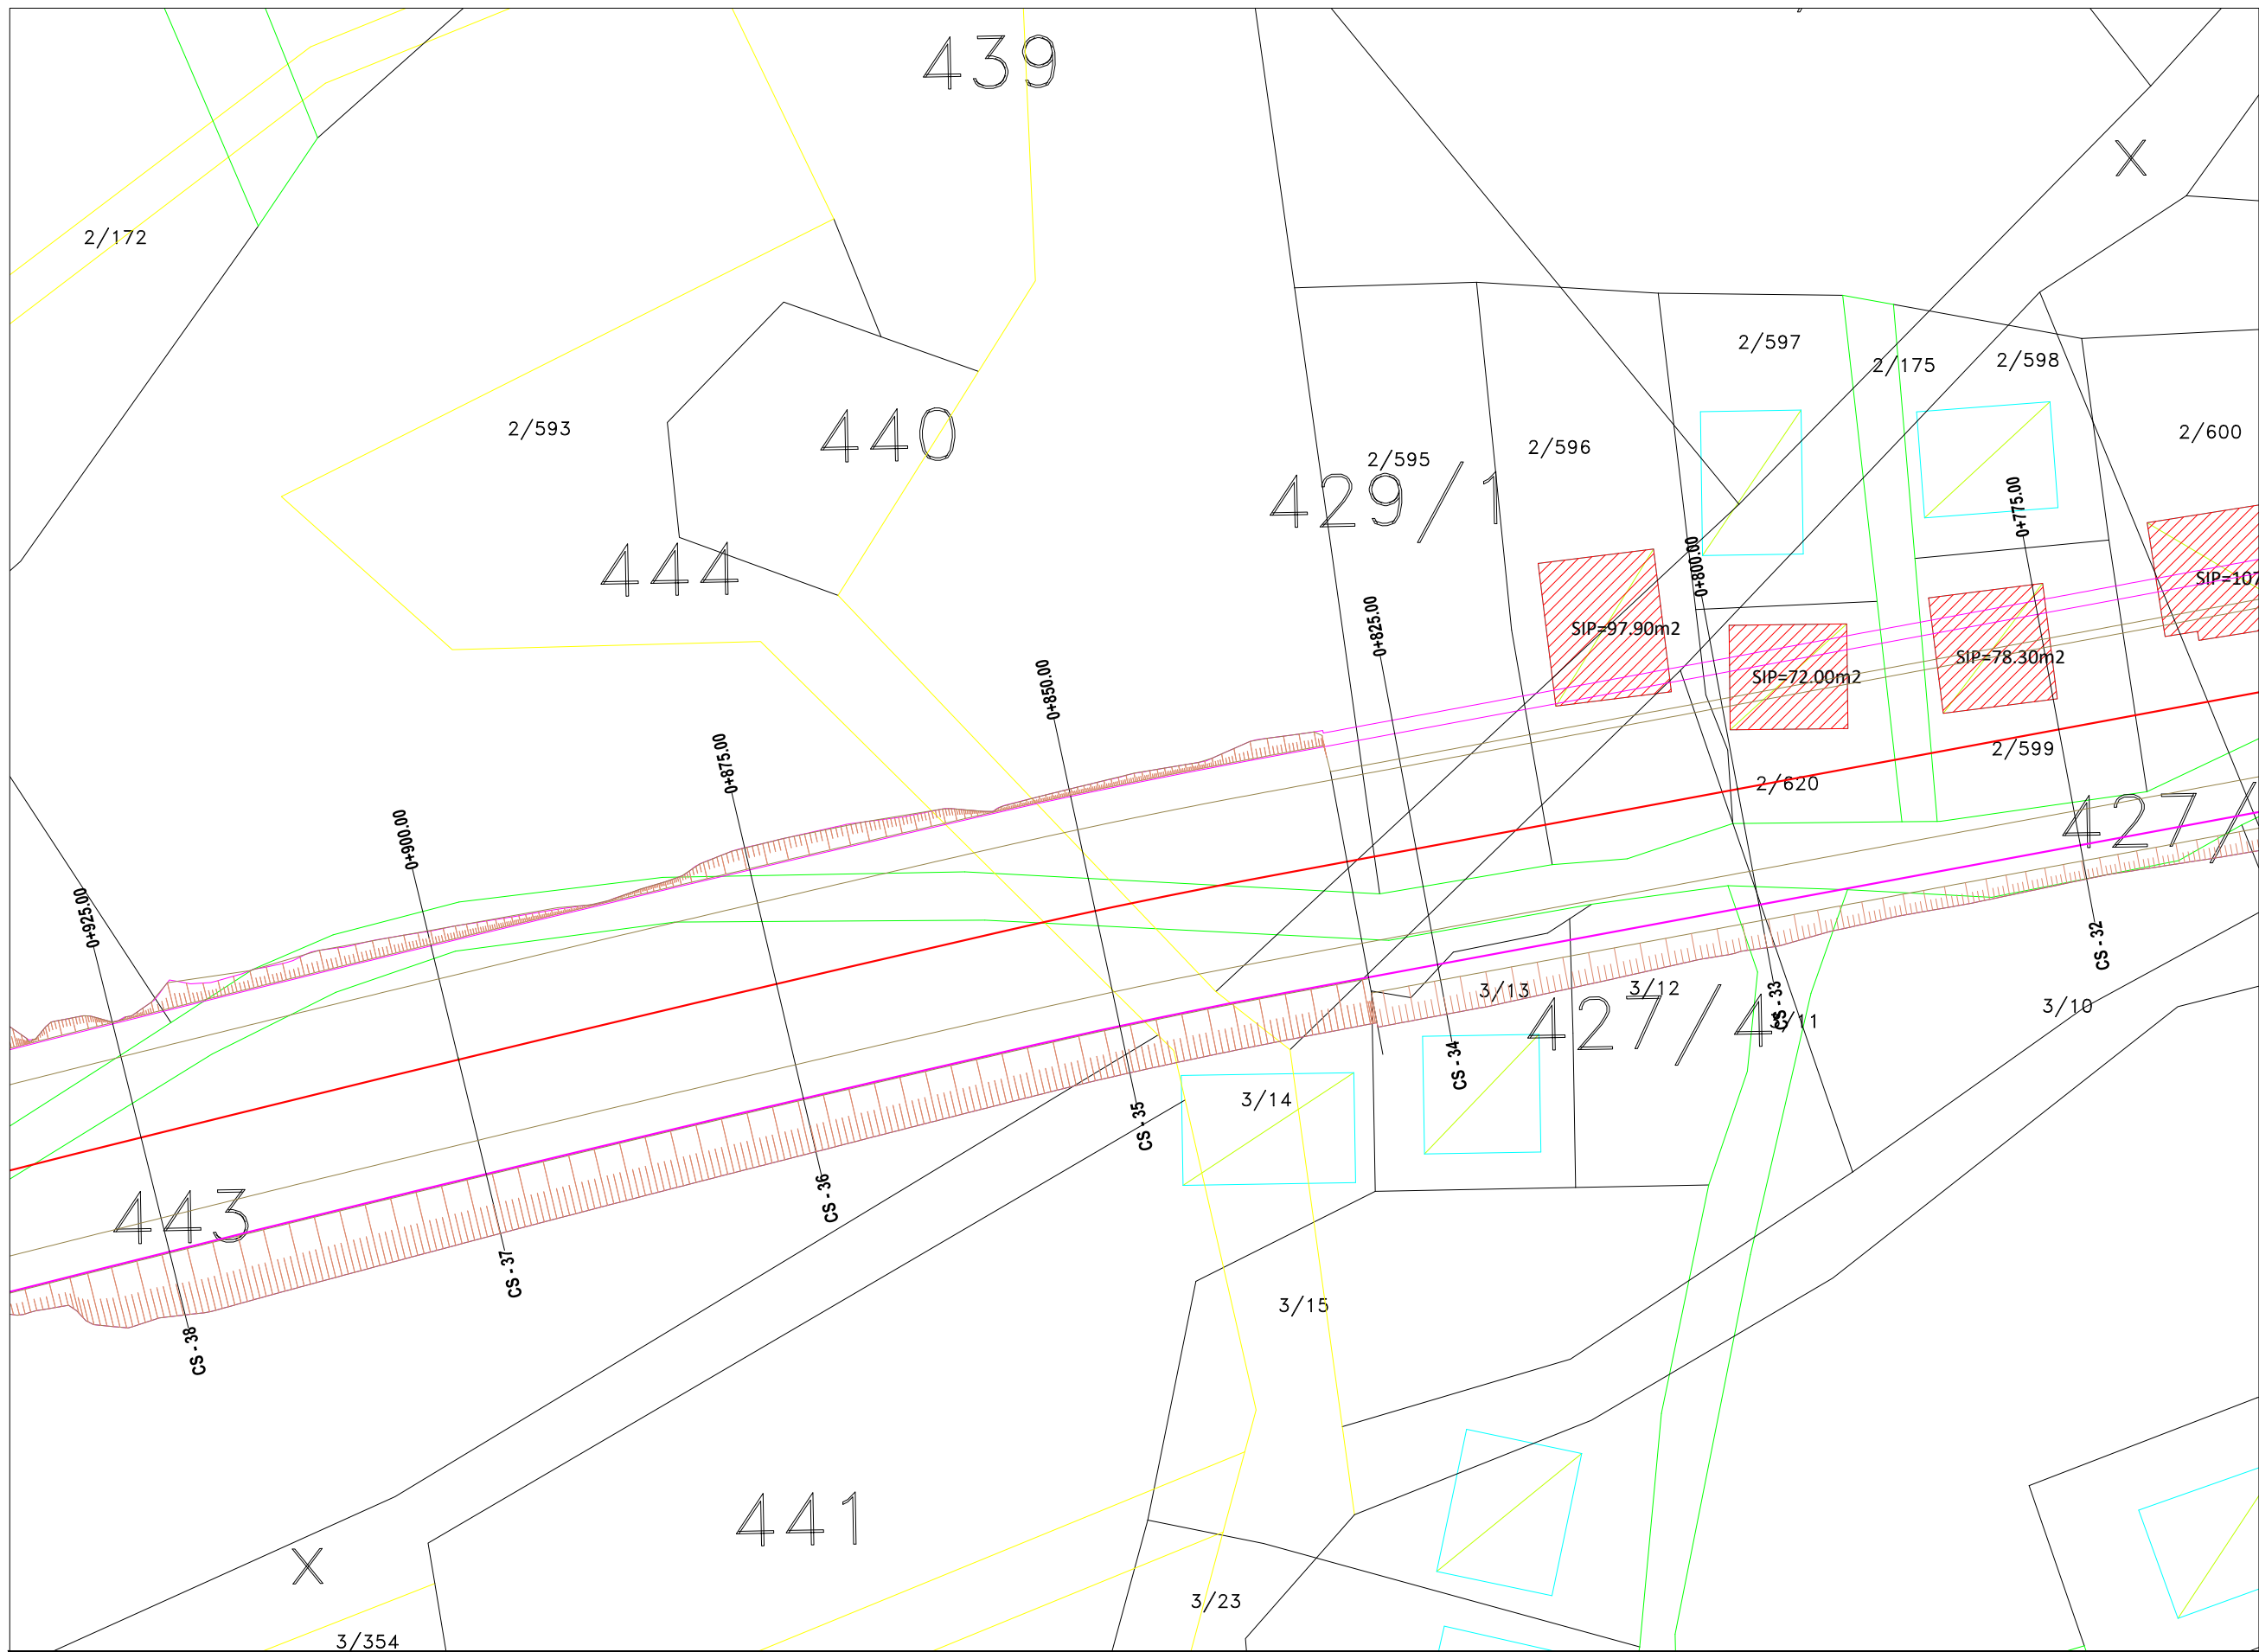 439
X
2/172
2/597
2/175
2/598
2/593
440
2/600
2/596
2/595
429/1
0+775.00
444
0+800.00
SIP=107
0+825.00
SIP=97.90m2
SIP=78.30m2
SIP=72.00m2
0+850.00
2/599
0+875.00
2/620
427/
0+900.00
0+925.00
CS - 32
3/13
3/12
CS - 33
3/10
427/4
3/11
CS - 34
3/14
CS - 35
CS - 36
443
CS - 37
3/15
CS - 38
441
X
3/23
3/354